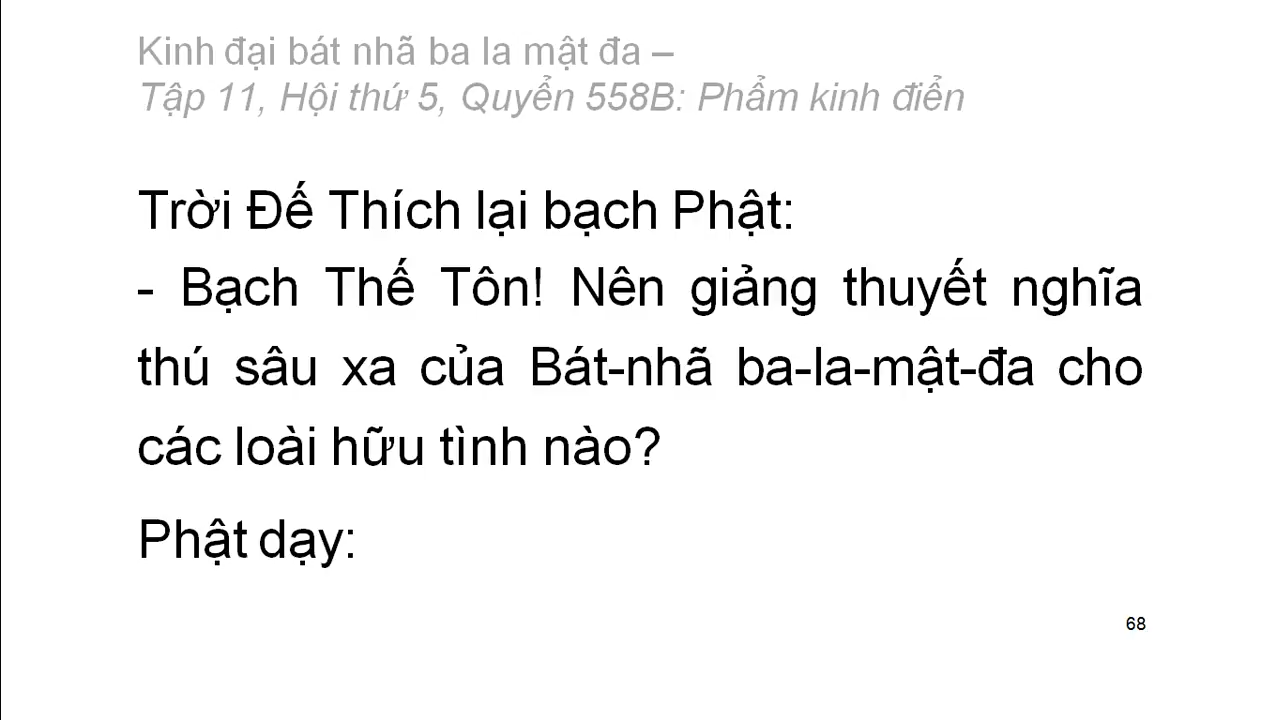 Kinh đại bát nhã ba la mật đa –
Tập 11, Hội thứ 5, Quyển 558B: Phẩm kinh điển
Trời Đế Thích lại bạch Phật:
- Bạch Thế Tôn! Nên giảng thuyết nghĩa
thú sâu xa của Bát-nhã ba-la-mật-đa cho
các loài hữu tình nào?
Phật dạy:
68